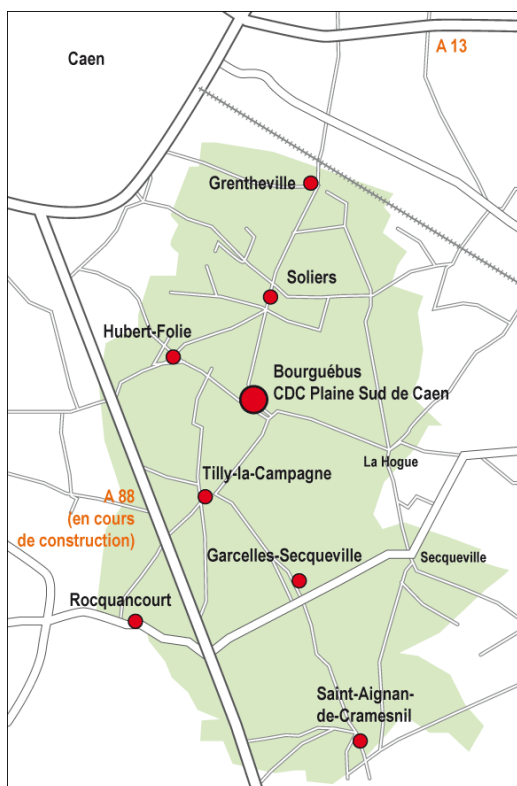 A 13
Caen
Grentheville
Soliers
Hubert-Folie
Bourguébus
CDC Plaine Sud de Caen
La Hogue
Tilly-la-Campagne
A 88
(en cours
de construction)
Garcelles-Secqueville
Secqueville
Rocquancourt
Saint-Aignan-
de-Cramesnil